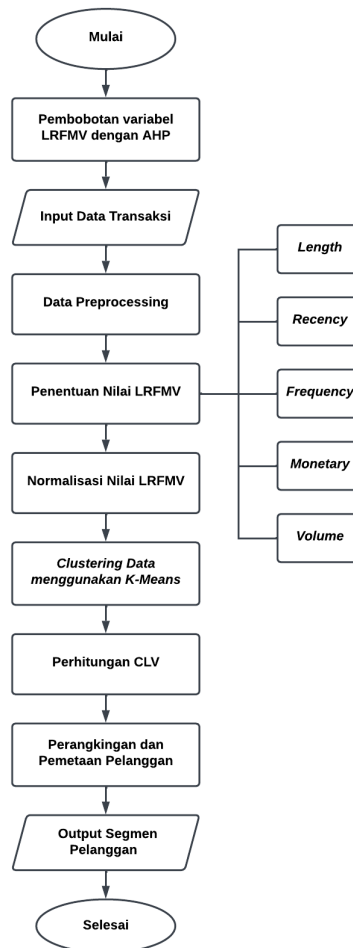 Mulai
Pembobotan variabel
LRFMV dengan AHP
Input Data Transaksi
Data Preprocessing
Penentuan Nilai LRFMV
Length
Recency
Frequency
Monetary
Volume
Normalisasi Nilai LRFMV
Clustering Data
menggunakan K-Means
Perhitungan CLV
Perangkingan dan
Pemetaan Pelanggan
Output Segmen
Pelanggan
Selesai